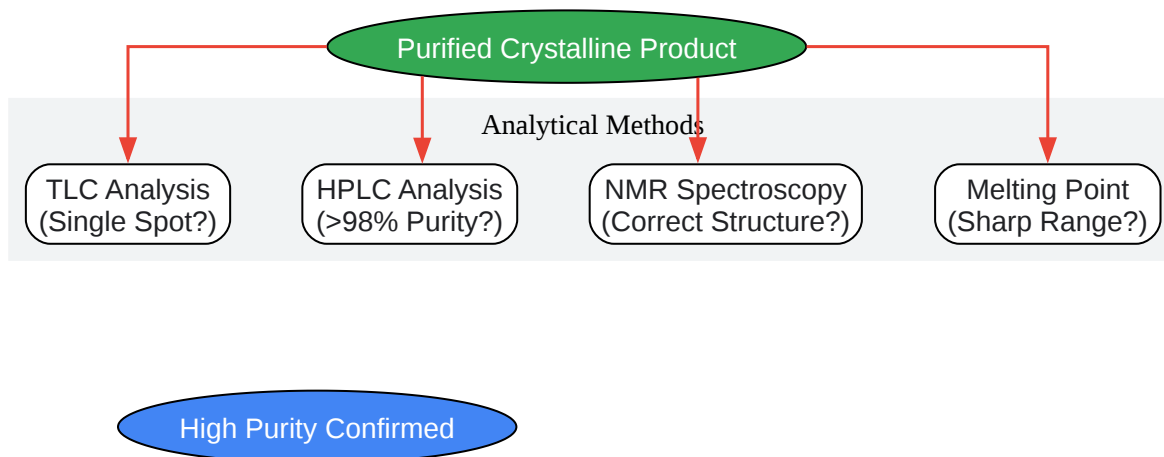 Purified Crystalline Product
Analytical Methods
TLC Analysis
(Single Spot?)
HPLC Analysis
(>98% Purity?)
NMR Spectroscopy
(Correct Structure?)
Melting Point
(Sharp Range?)
High Purity Confirmed